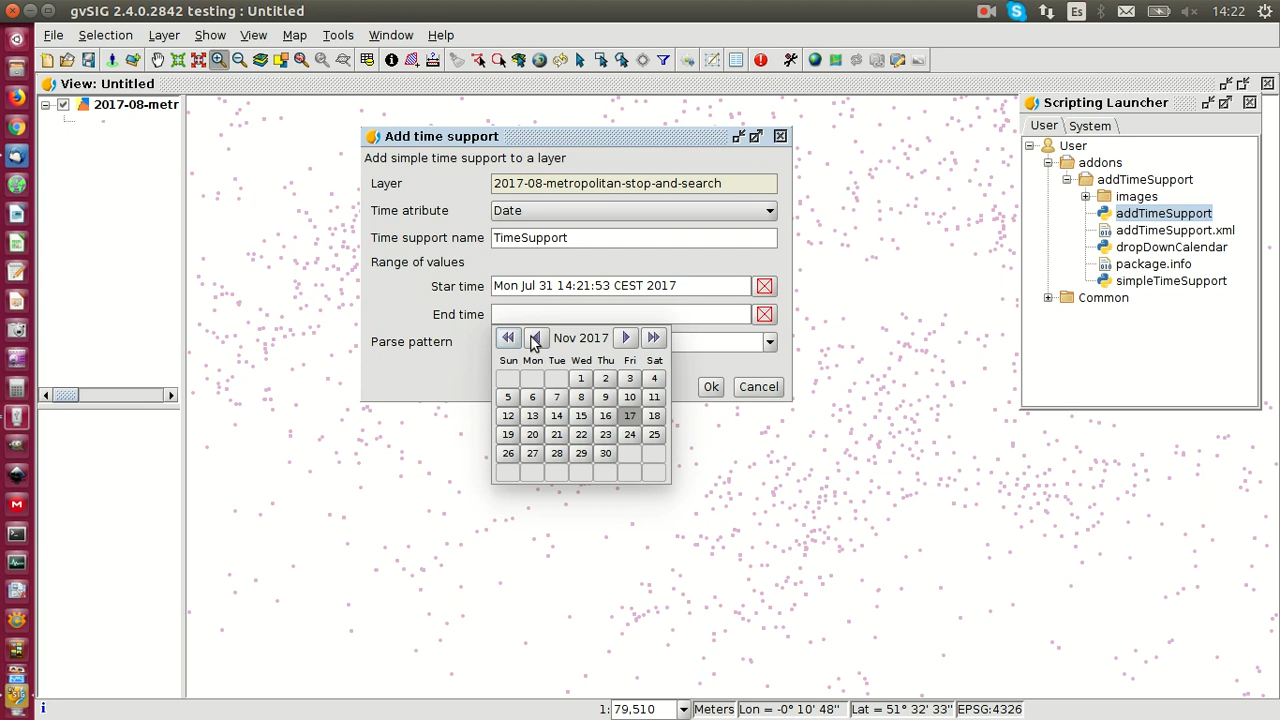 gvSIG 2.4.0.2842 testing : Untitled
Es
14:22
File Selection Layer Show View Map Tools Window Help
View: Untitled
2017-08-metr
Scripting Launcher
User System
User
addons
addTimeSupport
images
addTimeSupport
addTimeSupport.xml
dropDownCalendar
package.info
simpleTimeSupport
Common
Add time support
Add simple time support to a layer
Layer 2017-08-metropolitan-stop-and-search
Time atribute Date
Time support name TimeSupport
Range of values
Star time Mon Jul 31 14:21:53 CEST 2017
End time
Parse pattern
Nov 2017
Sun Mon Tue Wed Thu Fri Sat
1 2 3 4
5 6 7 8 9 10 11
12 13 14 15 16 17 18
19 20 21 22 23 24 25
26 27 28 29 30
Ok Cancel
1: 79,510 Meters Lon = -0° 10' 48'' Lat = 51° 32' 33'' EPSG:4326